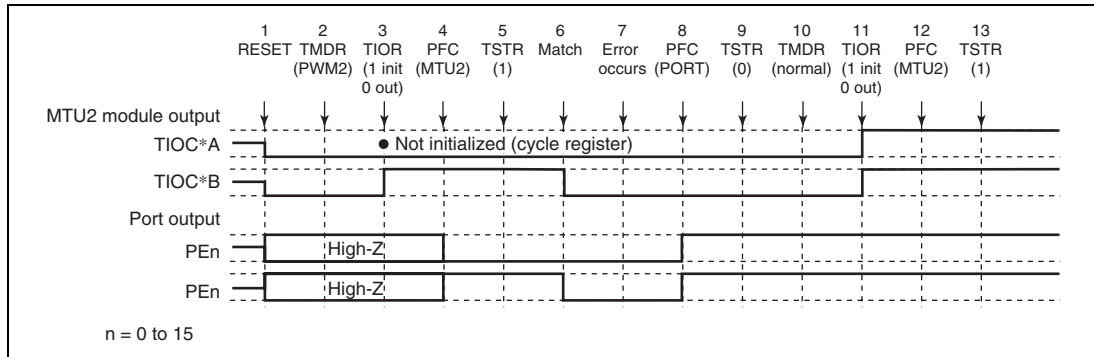 1 2 3 4 5 6 7 8 9 10 11 12 13
RESET TMDR TIOR PFC TSTR Match Error PFC TSTR TMDR TIOR PFC TSTR
(PWM2) (1 init (MTU2) (1) occurs (PORT) (0) (normal) (1 init (MTU2) (1)
0 out) 0 out)
MTU2 module output
TIOC*A
● Not initialized (cycle register)
TIOC*B
Port output
PEn High-Z
PEn High-Z
n = 0 to 15